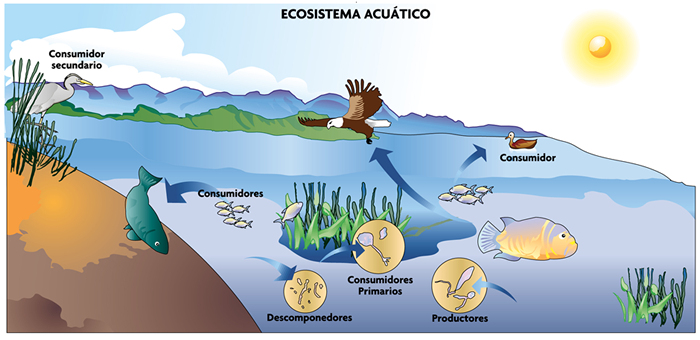 ECOSISTEMA ACUÁTICO
Consumidor
secundario
Consumidor
Consumidores
Consumidores
Primarios
Descomponedores
Productores